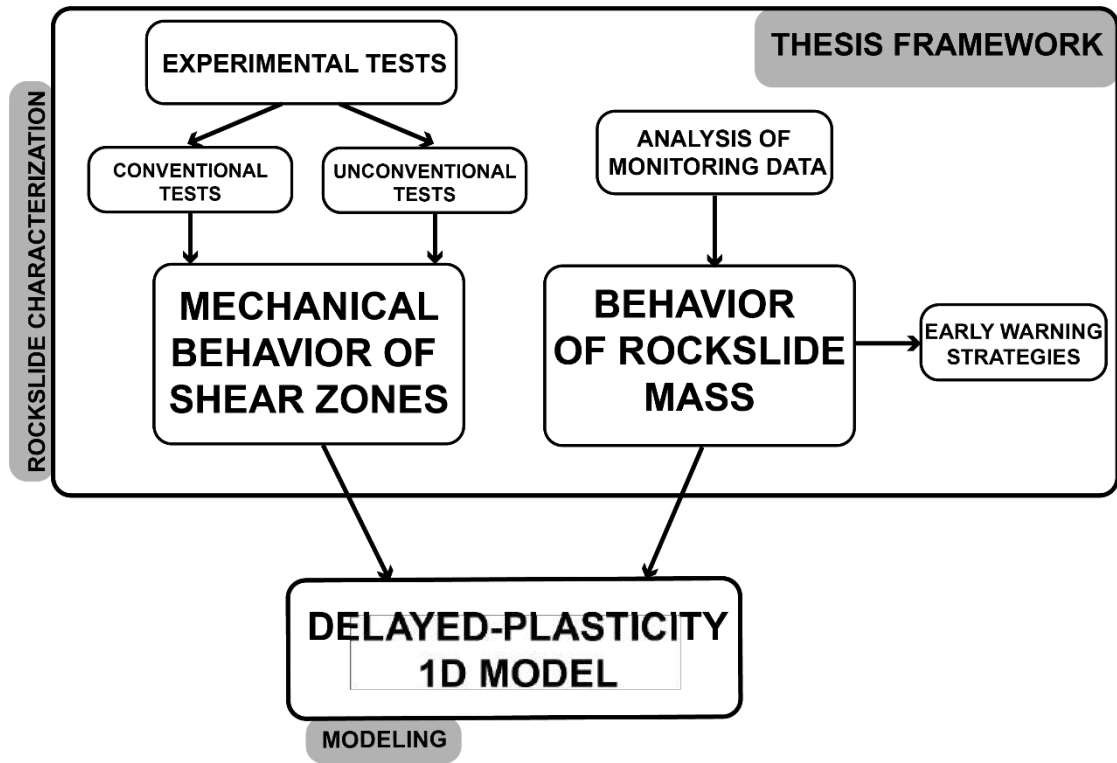 THESIS FRAMEWORK
ROCKSLIDE CHARACTERIZATION
EXPERIMENTAL TESTS
CONVENTIONAL
TESTS
UNCONVENTIONAL
TESTS
ANALYSIS OF
MONITORING DATA
MECHANICAL
BEHAVIOR OF
SHEAR ZONES
BEHAVIOR
OF ROCKSLIDE
MASS
EARLY WARNING
STRATEGIES
DELAYED-PLASTICITY
1D MODEL
MODELING